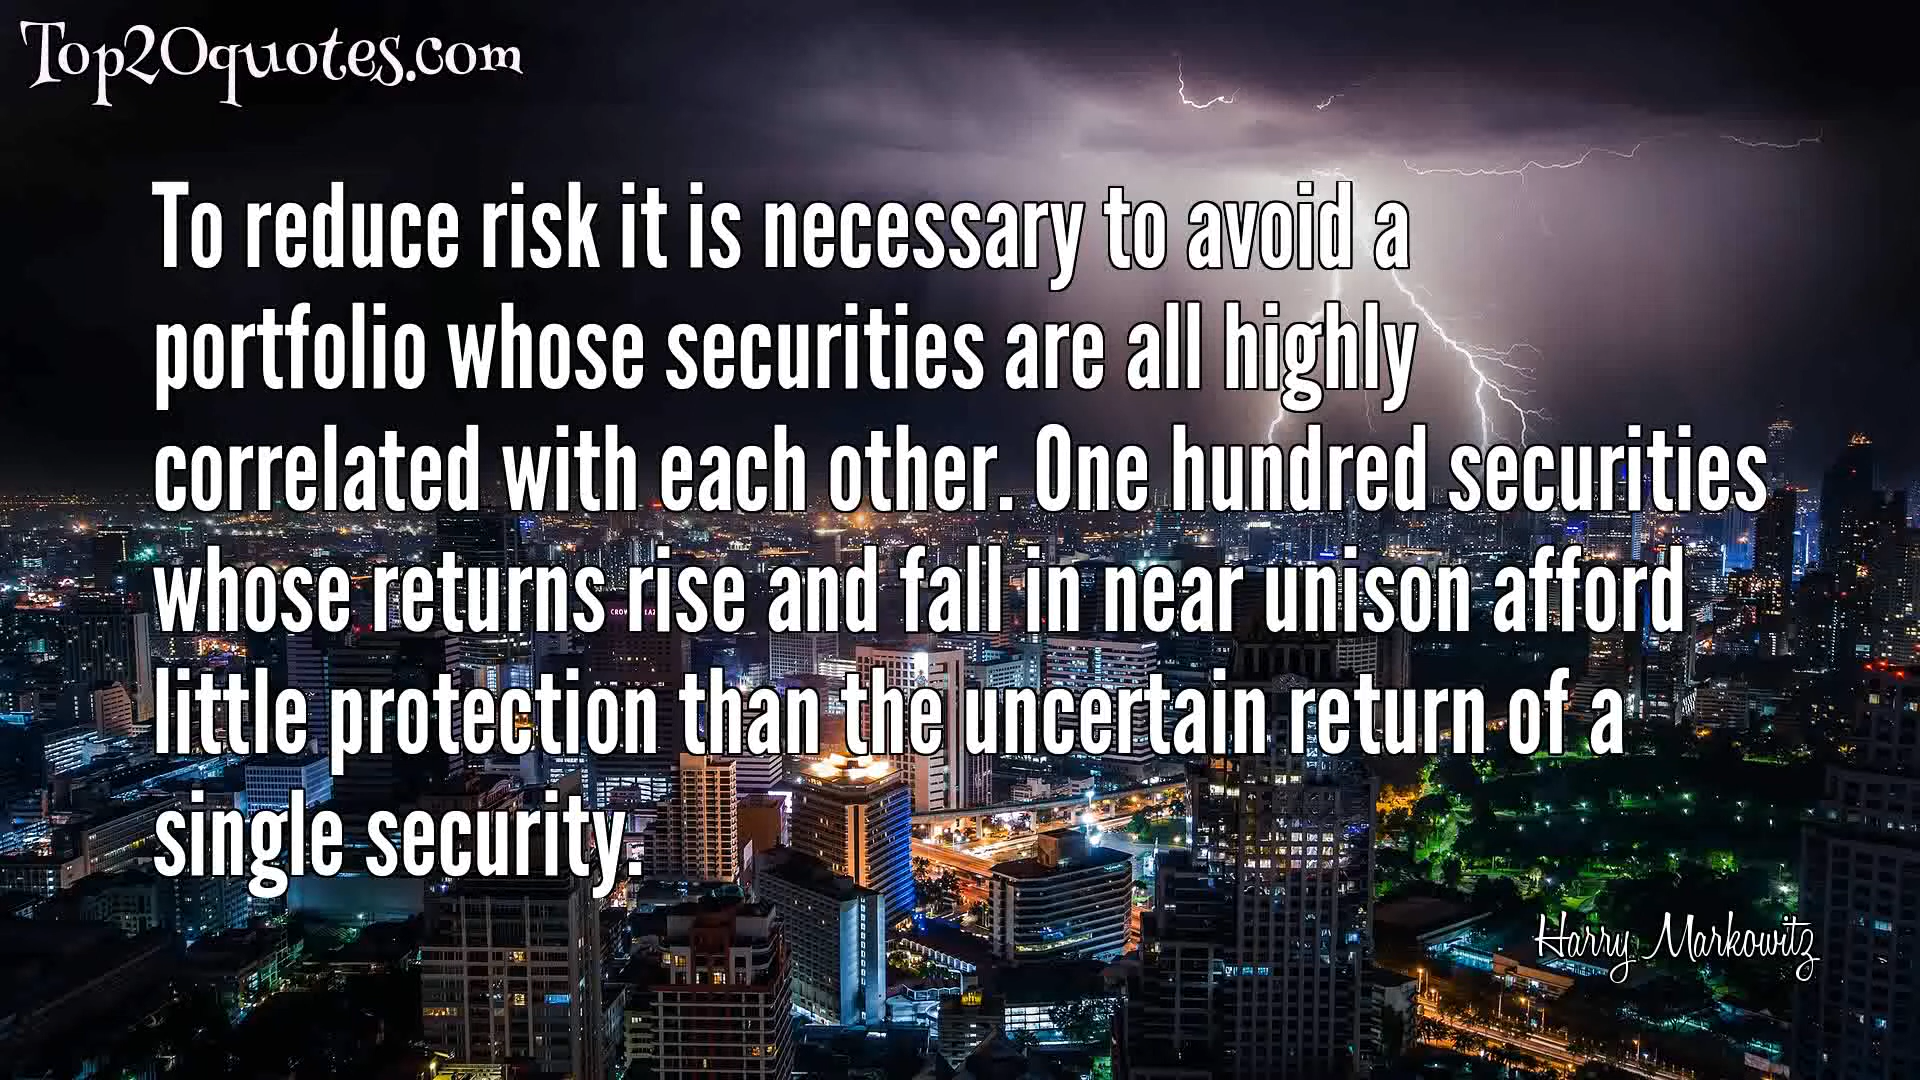 Top20quotes.com
To reduce risk it is necessary to avoid a
portfolio whose securities are all highly
correlated with each other. One hundred securities
whose returns rise and fall in near unison afford
little protection than the uncertain return of a
single security.
Harry Markowitz